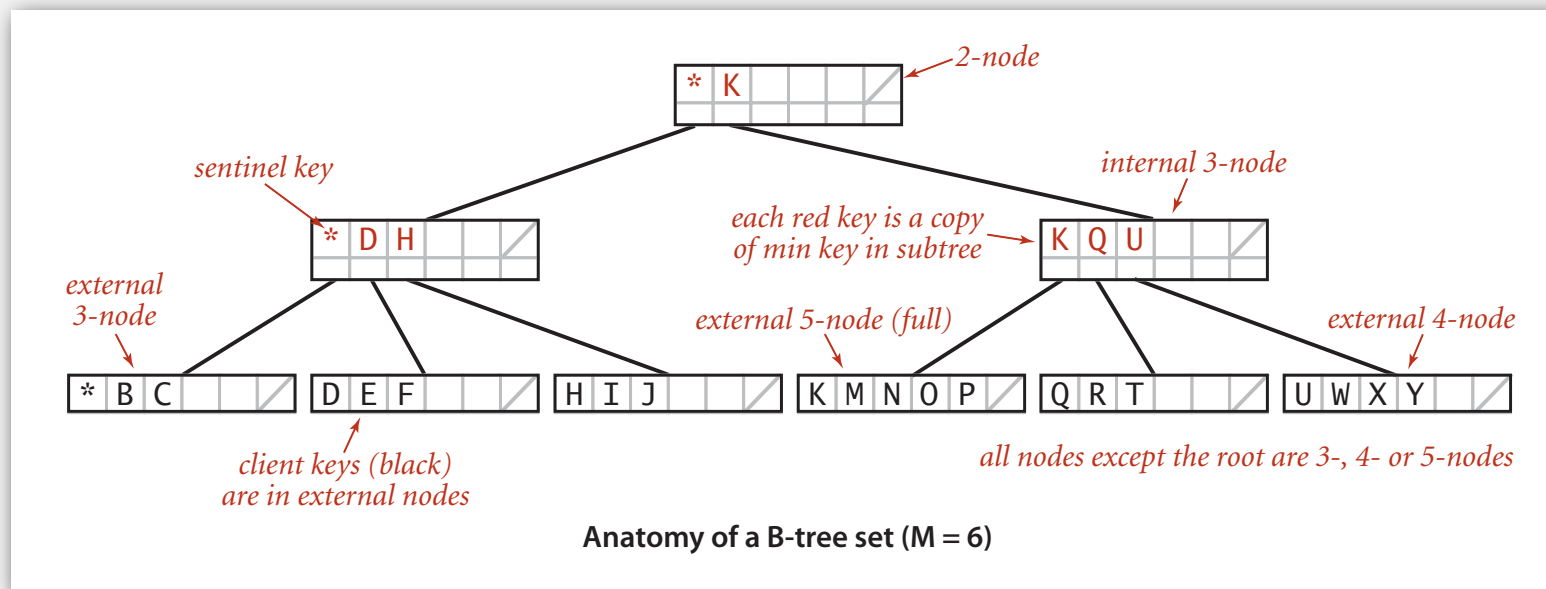 2-node
* K
sentinel key
internal 3-node
each red key is a copy
of min key in subtree
* D H
K Q U
external
3-node
external 5-node (full)
external 4-node
* B C
D E F
H I J
K M N O P
Q R T
U W X Y
client keys (black)
are in external nodes
all nodes except the root are 3-, 4- or 5-nodes
Anatomy of a B-tree set (M = 6)